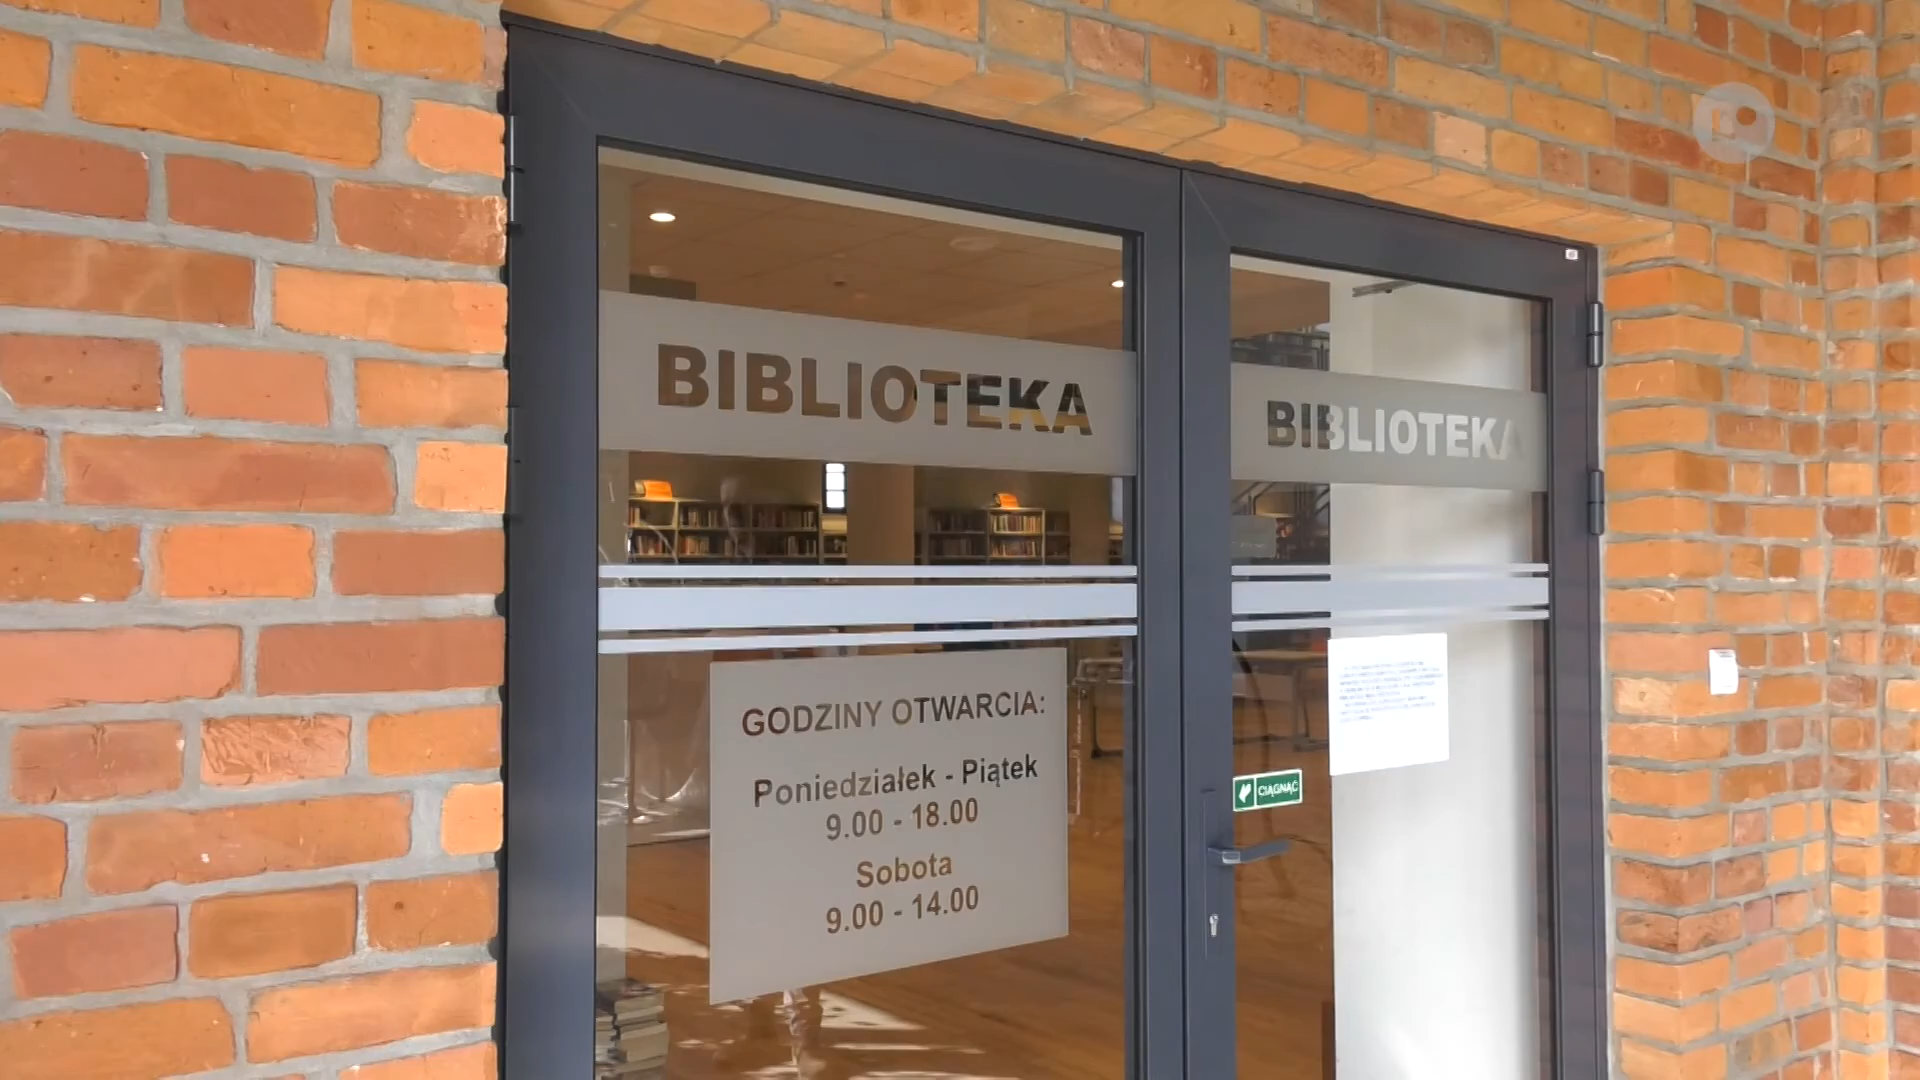 BIBLIOTEKA
BIBLIOTEKA
GODZINY OTWARCIA:
Poniedziałek - Piątek
9.00 - 18.00
Sobota
9.00 - 14.00
CIĄGNĄĆ